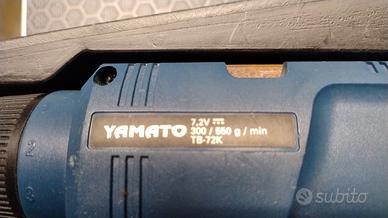 YAMATO
7,2V ⎓
300 / 550 g / min
TB-72K
subito